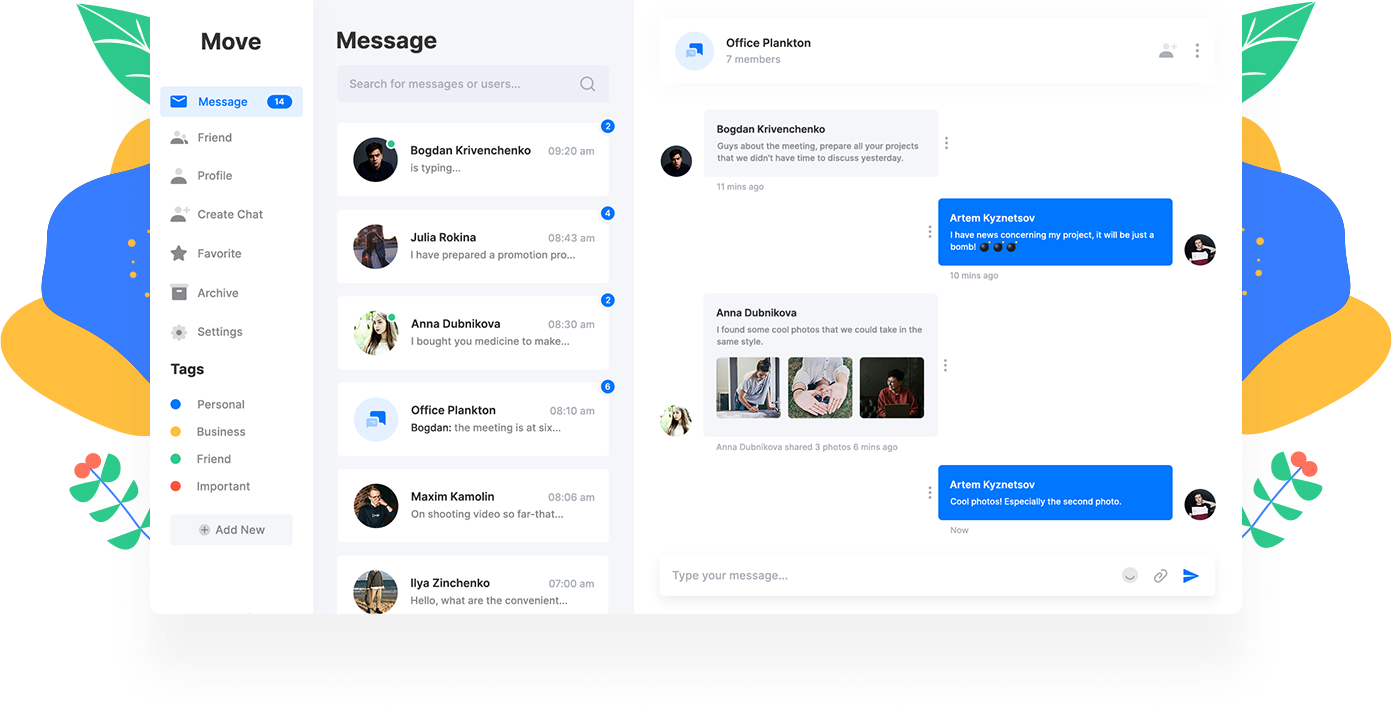 Move
Message 14
Friend
Profile
Create Chat
Favorite
Archive
Settings
Tags
Personal
Business
Friend
Important
Add New
Message
Search for messages or users...
2
Bogdan Krivenchenko 09:20 am
is typing...
4
Julia Rokina 08:43 am
I have prepared a promotion pro...
2
Anna Dubnikova 08:30 am
I bought you medicine to make...
6
Office Plankton 08:10 am
Bogdan: the meeting is at six...
Maxim Kamolin 08:06 am
On shooting video so far-that...
Ilya Zinchenko 07:00 am
Hello, what are the convenient...
Office Plankton
7 members
Bogdan Krivenchenko
Guys about the meeting, prepare all your projects
that we didn't have time to discuss yesterday.
11 mins ago
Artem Kyznetsov
I have news concerning my project, it will be just a
bomb! 💣💣💣
10 mins ago
Anna Dubnikova
I found some cool photos that we could take in the
same style.
Anna Dubnikova shared 3 photos 6 mins ago
Artem Kyznetsov
Cool photos! Especially the second photo.
Now
Type your message...